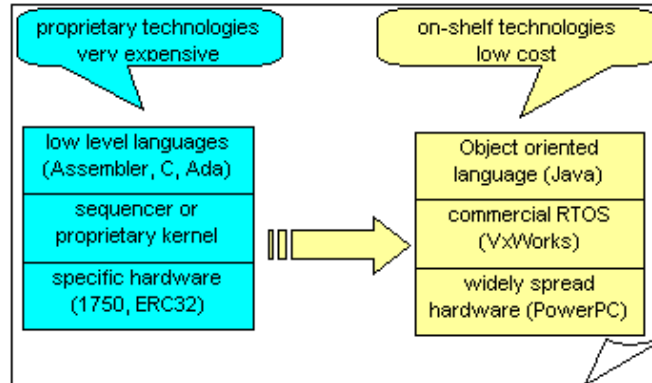 proprietary technologies
very expensive
on-shelf technologies
low cost
low level languages
(Assembler, C, Ada)
sequencer or
proprietary kernel
specific hardware
(1750, ERC32)
Object oriented
language (Java)
commercial RTOS
(VxWorks)
widely spread
hardware (PowerPC)